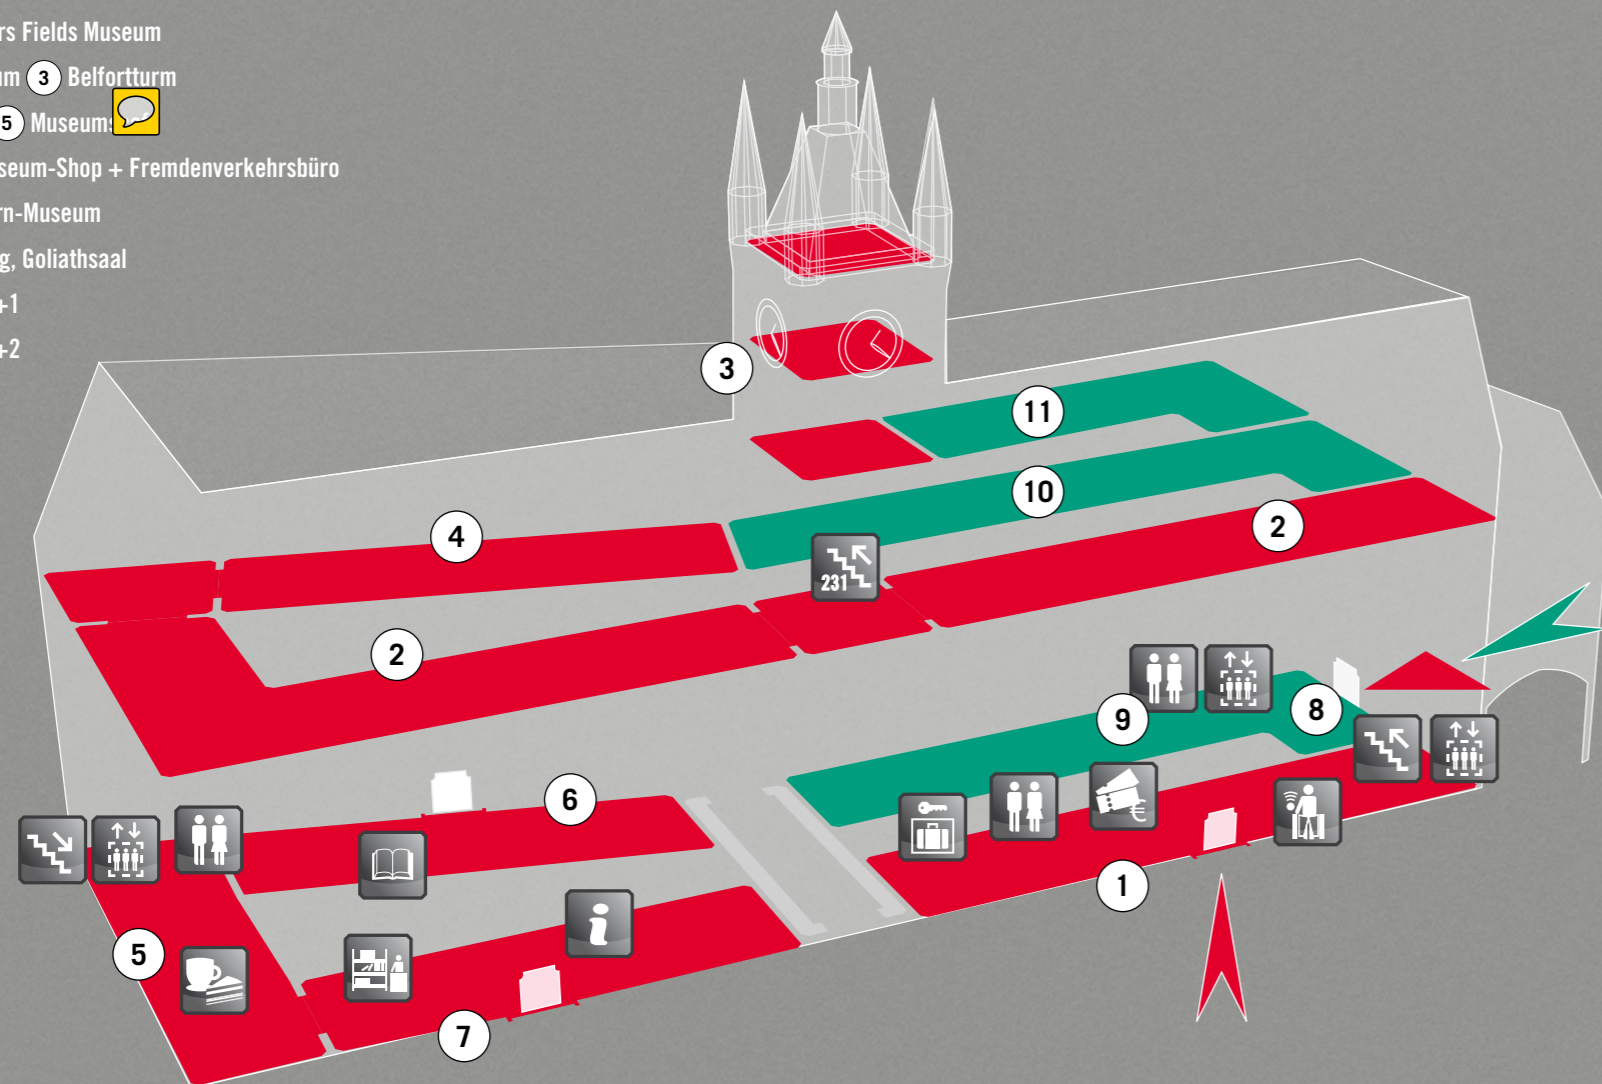 rs Fields Museum
um 3 Belfortturm
5 Museums
seum-Shop + Fremdenverkehrsbüro
rn-Museum
g, Goliathsaal
+1
+2
3
11
10
2
4
231
2
9
8
6
1
5
7
€
i